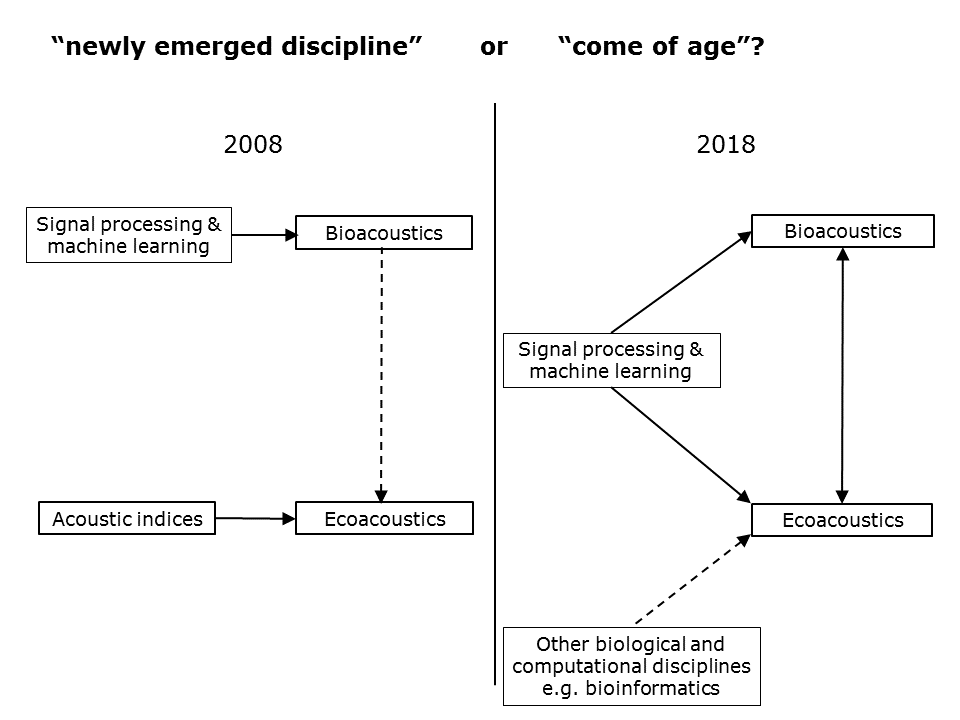 “newly emerged discipline” or “come of age”?
2008
Signal processing &
machine learning
Bioacoustics
Acoustic indices
Ecoacoustics
2018
Bioacoustics
Signal processing &
machine learning
Ecoacoustics
Other biological and
computational disciplines
e.g. bioinformatics